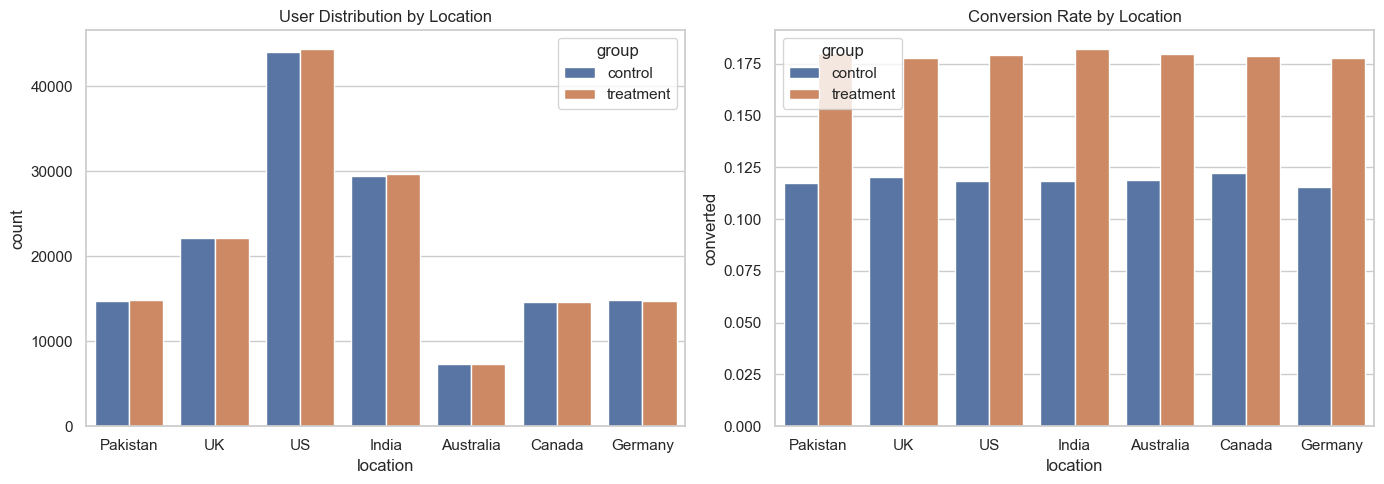 User Distribution by Location
group
control
treatment
count
40000
30000
20000
10000
0
Pakistan
UK
US
India
Australia
Canada
Germany
location
Conversion Rate by Location
group
control
treatment
converted
0.175
0.150
0.125
0.100
0.075
0.050
0.025
0.000
Pakistan
UK
US
India
Australia
Canada
Germany
location